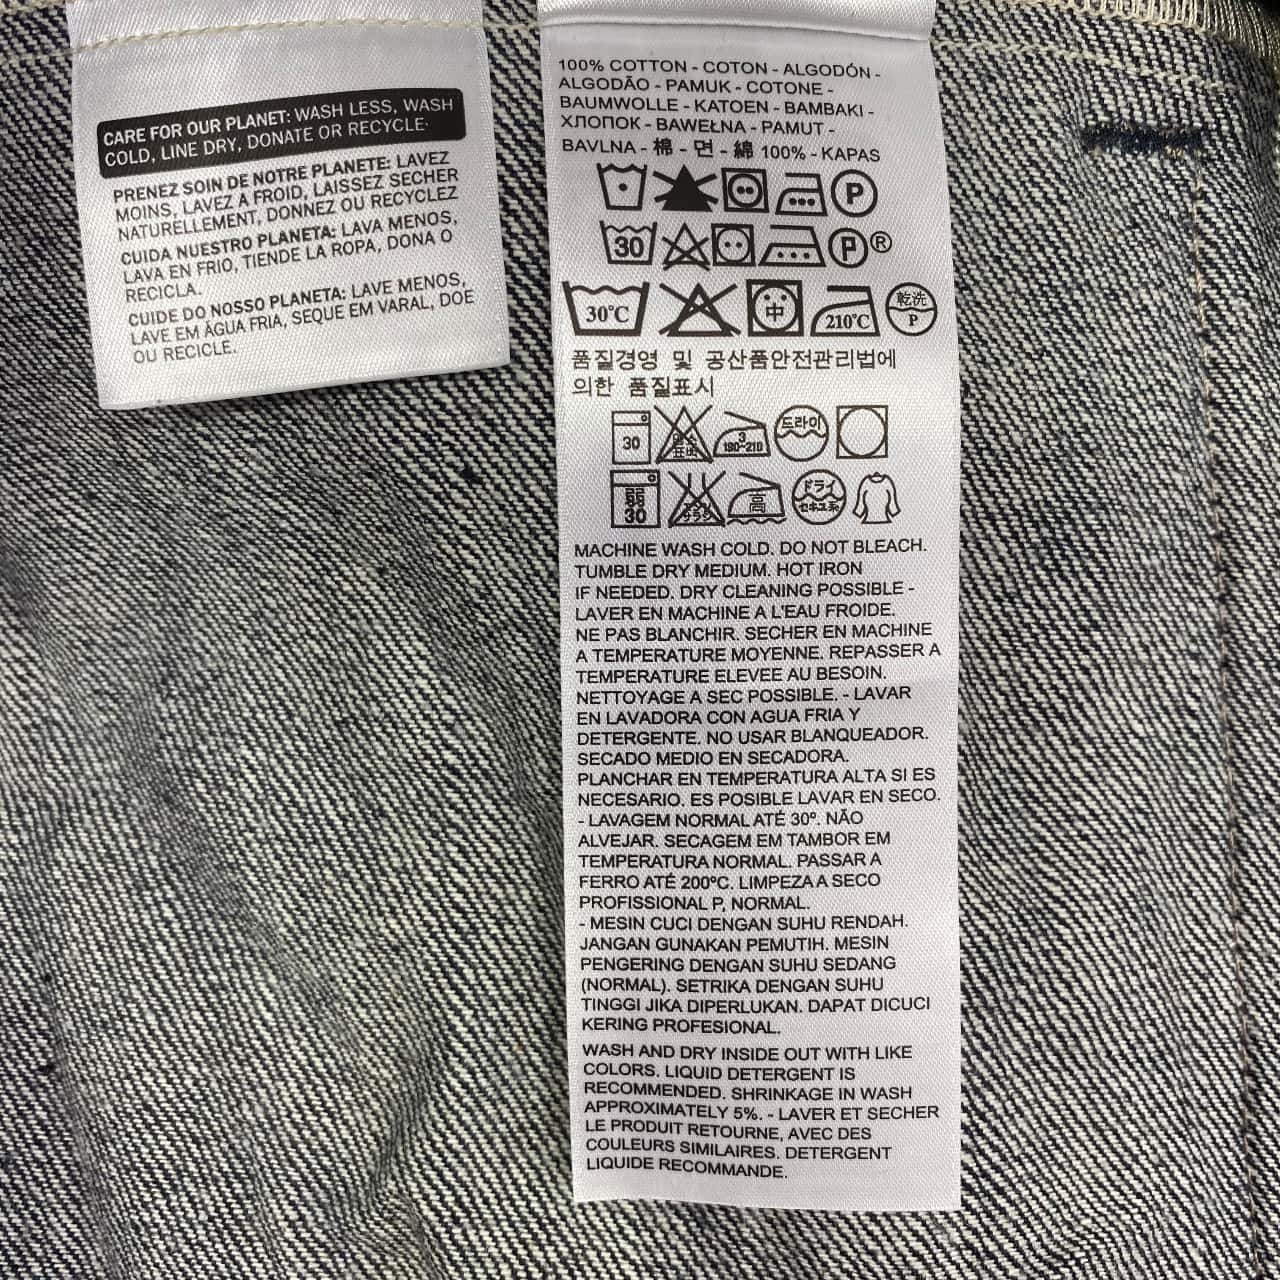 CARE FOR OUR PLANET: WASH LESS, WASH
COLD, LINE DRY, DONATE OR RECYCLE.
PRENEZ SOIN DE NOTRE PLANETE: LAVEZ
MOINS, LAVEZ A FROID, LAISSEZ SECHER
NATURELLEMENT, DONNEZ OU RECYCLEZ
CUIDA NUESTRO PLANETA: LAVA MENOS,
LAVA EN FRIO, TIENDE LA ROPA, DONA O
RECICLA.
CUIDE DO NOSSO PLANETA: LAVE MENOS,
LAVE EM ÁGUA FRIA, SEQUE EM VARAL, DOE
OU RECICLE.
100% COTTON - COTON - ALGODÓN -
ALGODÃO - PAMUK - COTONE -
BAUMWOLLE - KATOEN - BAMBAKI -
ХЛОПОК - BAWEŁNA - PAMUT -
BAVLNA - 棉 - 면 - 綿 100% - KAPAS
P
30 P®
30℃ 中 210℃ 乾洗 P
품질경영 및 공산품안전관리법에
의한 품질표시
30 3 180~210 드라이
弱 30 高 ドライ セキユ系
MACHINE WASH COLD. DO NOT BLEACH.
TUMBLE DRY MEDIUM. HOT IRON
IF NEEDED. DRY CLEANING POSSIBLE -
LAVER EN MACHINE A L'EAU FROIDE.
NE PAS BLANCHIR. SECHER EN MACHINE
A TEMPERATURE MOYENNE. REPASSER A
TEMPERATURE ELEVEE AU BESOIN.
NETTOYAGE A SEC POSSIBLE. - LAVAR
EN LAVADORA CON AGUA FRIA Y
DETERGENTE. NO USAR BLANQUEADOR.
SECADO MEDIO EN SECADORA.
PLANCHAR EN TEMPERATURA ALTA SI ES
NECESARIO. ES POSIBLE LAVAR EN SECO.
- LAVAGEM NORMAL ATÉ 30º. NÃO
ALVEJAR. SECAGEM EM TAMBOR EM
TEMPERATURA NORMAL. PASSAR A
FERRO ATÉ 200ºC. LIMPEZA A SECO
PROFISSIONAL P, NORMAL.
- MESIN CUCI DENGAN SUHU RENDAH.
JANGAN GUNAKAN PEMUTIH. MESIN
PENGERING DENGAN SUHU SEDANG
(NORMAL). SETRIKA DENGAN SUHU
TINGGI JIKA DIPERLUKAN. DAPAT DICUCI
KERING PROFESIONAL.
WASH AND DRY INSIDE OUT WITH LIKE
COLORS. LIQUID DETERGENT IS
RECOMMENDED. SHRINKAGE IN WASH
APPROXIMATELY 5%. - LAVER ET SECHER
LE PRODUIT RETOURNE, AVEC DES
COULEURS SIMILAIRES. DETERGENT
LIQUIDE RECOMMANDE.